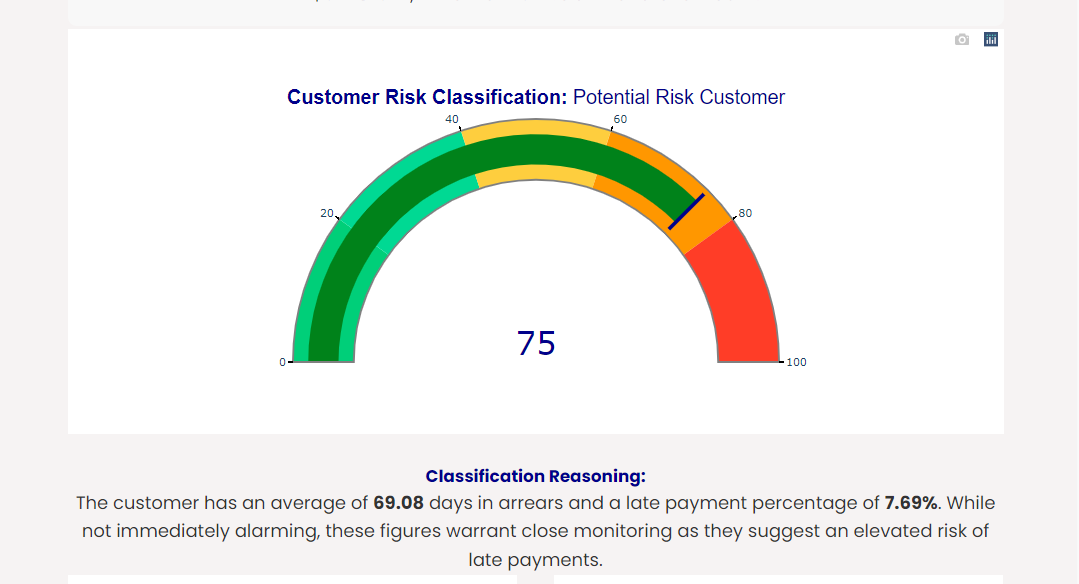 Customer Risk Classification: Potential Risk Customer
40
60
20
80
75
0
100
Classification Reasoning:
The customer has an average of 69.08 days in arrears and a late payment percentage of 7.69%. While
not immediately alarming, these figures warrant close monitoring as they suggest an elevated risk of
late payments.